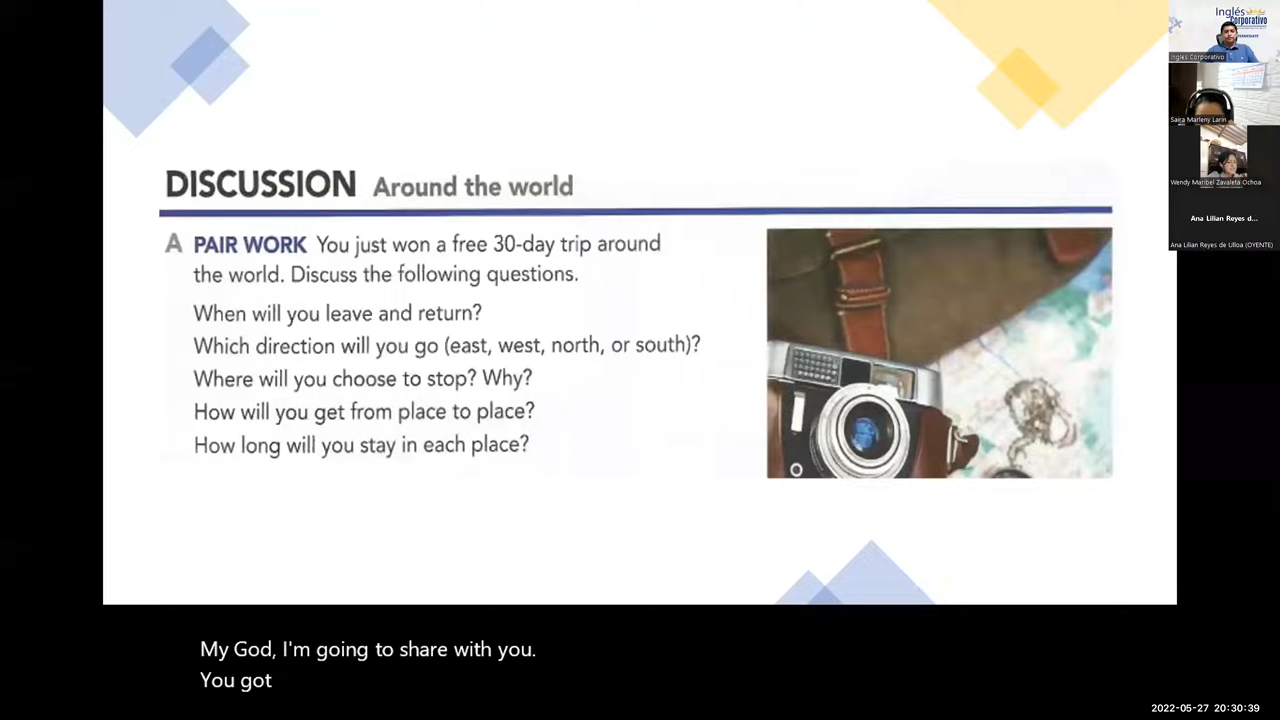 DISCUSSION Around the world
A PAIR WORK You just won a free 30-day trip around
the world. Discuss the following questions.
When will you leave and return?
Which direction will you go (east, west, north, or south)?
Where will you choose to stop? Why?
How will you get from place to place?
How long will you stay in each place?
Inglés
Corporativo
Inglés Corporativo
Saira Marleny Larin
Wendy Maribel Zavaleta Ochoa
Ana Lilian Reyes d...
Ana Lilian Reyes de Ulloa (OYENTE)
My God, I'm going to share with you.
You got
2022-05-27 20:30:39